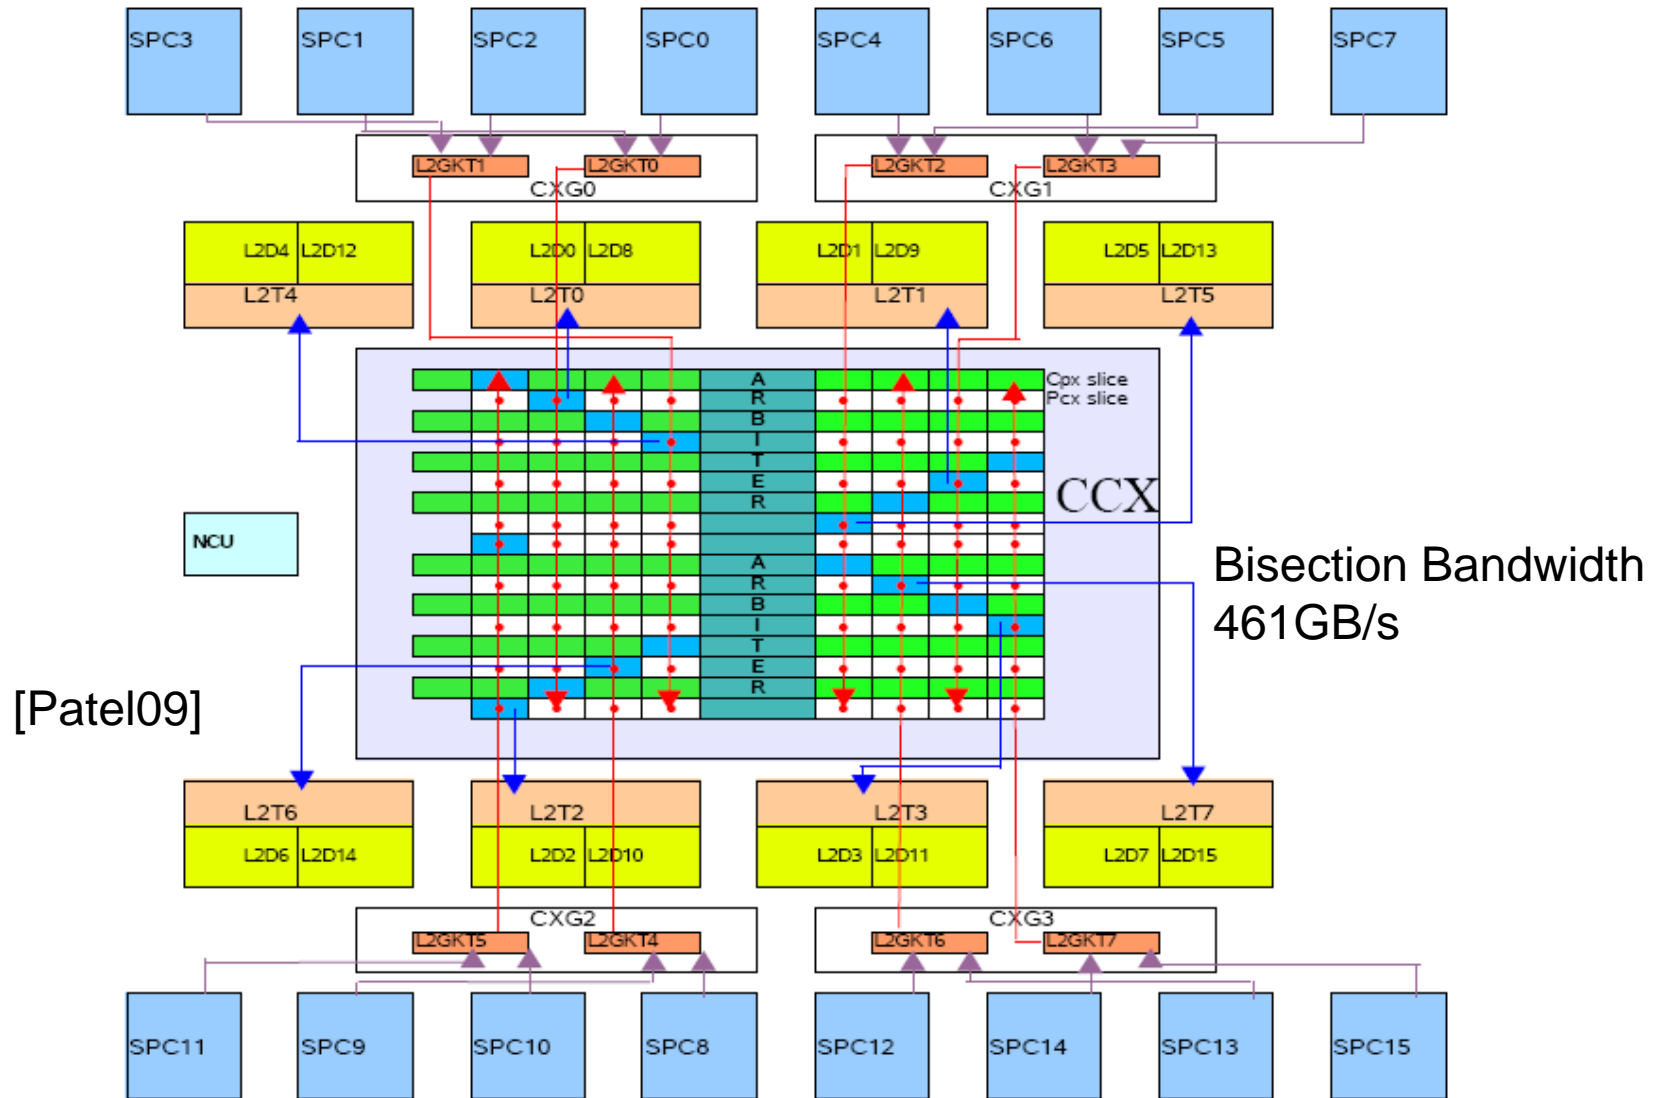 SPC3 SPC1 SPC2 SPC0 SPC4 SPC6 SPC5 SPC7
L2GKT1 L2GKT0 L2GKT2 L2GKT3
CXG0 CXG1
L2D4 L2D12 L2D0 L2D8 L2D1 L2D9 L2D5 L2D13
L2T4 L2T0 L2T1 L2T5
A
Cpx slice
R
Pcx slice
B
I
T
E
R
CCX
NCU
A
R
B
I
T
E
R
Bisection Bandwidth
461GB/s
[Patel09]
L2T6 L2T2 L2T3 L2T7
L2D6 L2D14 L2D2 L2D10 L2D3 L2D11 L2D7 L2D15
CXG2 CXG3
L2GKT5 L2GKT4 L2GKT6 L2GKT7
SPC11 SPC9 SPC10 SPC8 SPC12 SPC14 SPC13 SPC15